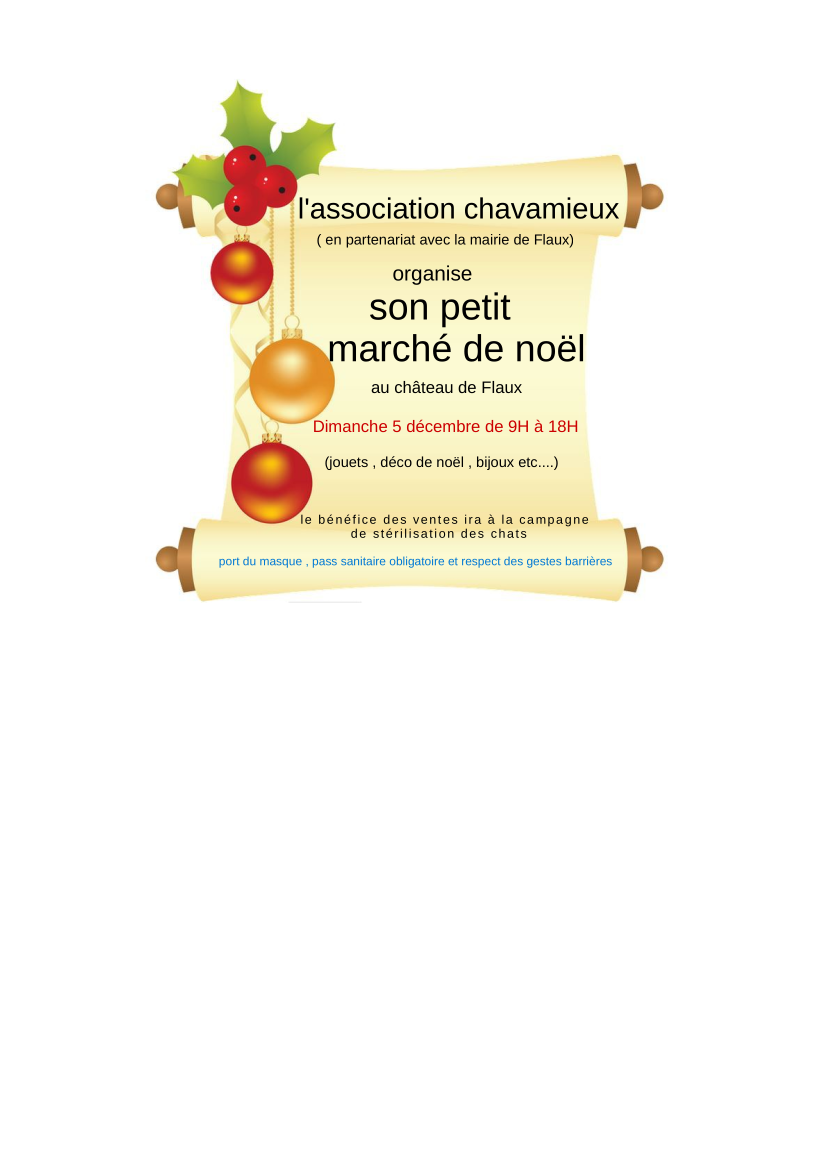 l'association chavamieux
( en partenariat avec la mairie de Flaux)
organise
son petit
marché de noël
au château de Flaux
Dimanche 5 décembre de 9H à 18H
(jouets , déco de noël , bijoux etc....)
le bénéfice des ventes ira à la campagne
de stérilisation des chats
port du masque , pass sanitaire obligatoire et respect des gestes barrières